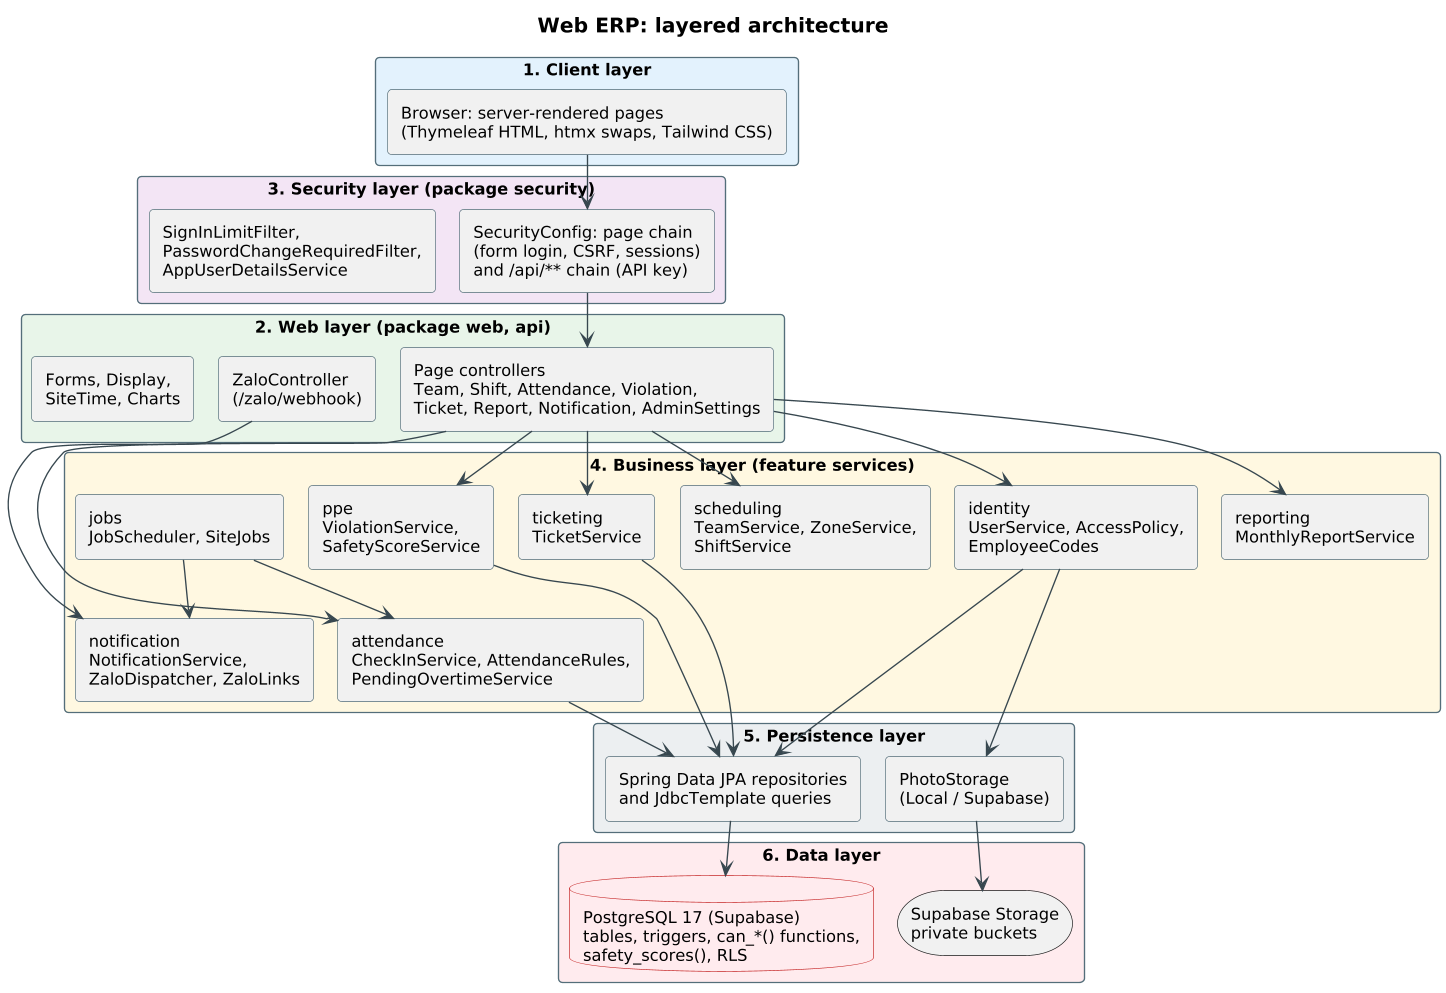 Web ERP: layered architecture
1. Client layer
Browser: server-rendered pages
(Thymeleaf HTML, htmx swaps, Tailwind CSS)
3. Security layer (package security)
SignInLimitFilter,
PasswordChangeRequiredFilter,
AppUserDetailsService
SecurityConfig: page chain
(form login, CSRF, sessions)
and /api/** chain (API key)
2. Web layer (package web, api)
Forms, Display,
SiteTime, Charts
ZaloController
(/zalo/webhook)
Page controllers
Team, Shift, Attendance, Violation,
Ticket, Report, Notification, AdminSettings
4. Business layer (feature services)
jobs
JobScheduler, SiteJobs
ppe
ViolationService,
SafetyScoreService
ticketing
TicketService
scheduling
TeamService, ZoneService,
ShiftService
identity
UserService, AccessPolicy,
EmployeeCodes
reporting
MonthlyReportService
notification
NotificationService,
ZaloDispatcher, ZaloLinks
attendance
CheckInService, AttendanceRules,
PendingOvertimeService
5. Persistence layer
Spring Data JPA repositories
and JdbcTemplate queries
PhotoStorage
(Local / Supabase)
6. Data layer
PostgreSQL 17 (Supabase)
tables, triggers, can_*() functions,
safety_scores(), RLS
Supabase Storage
private buckets